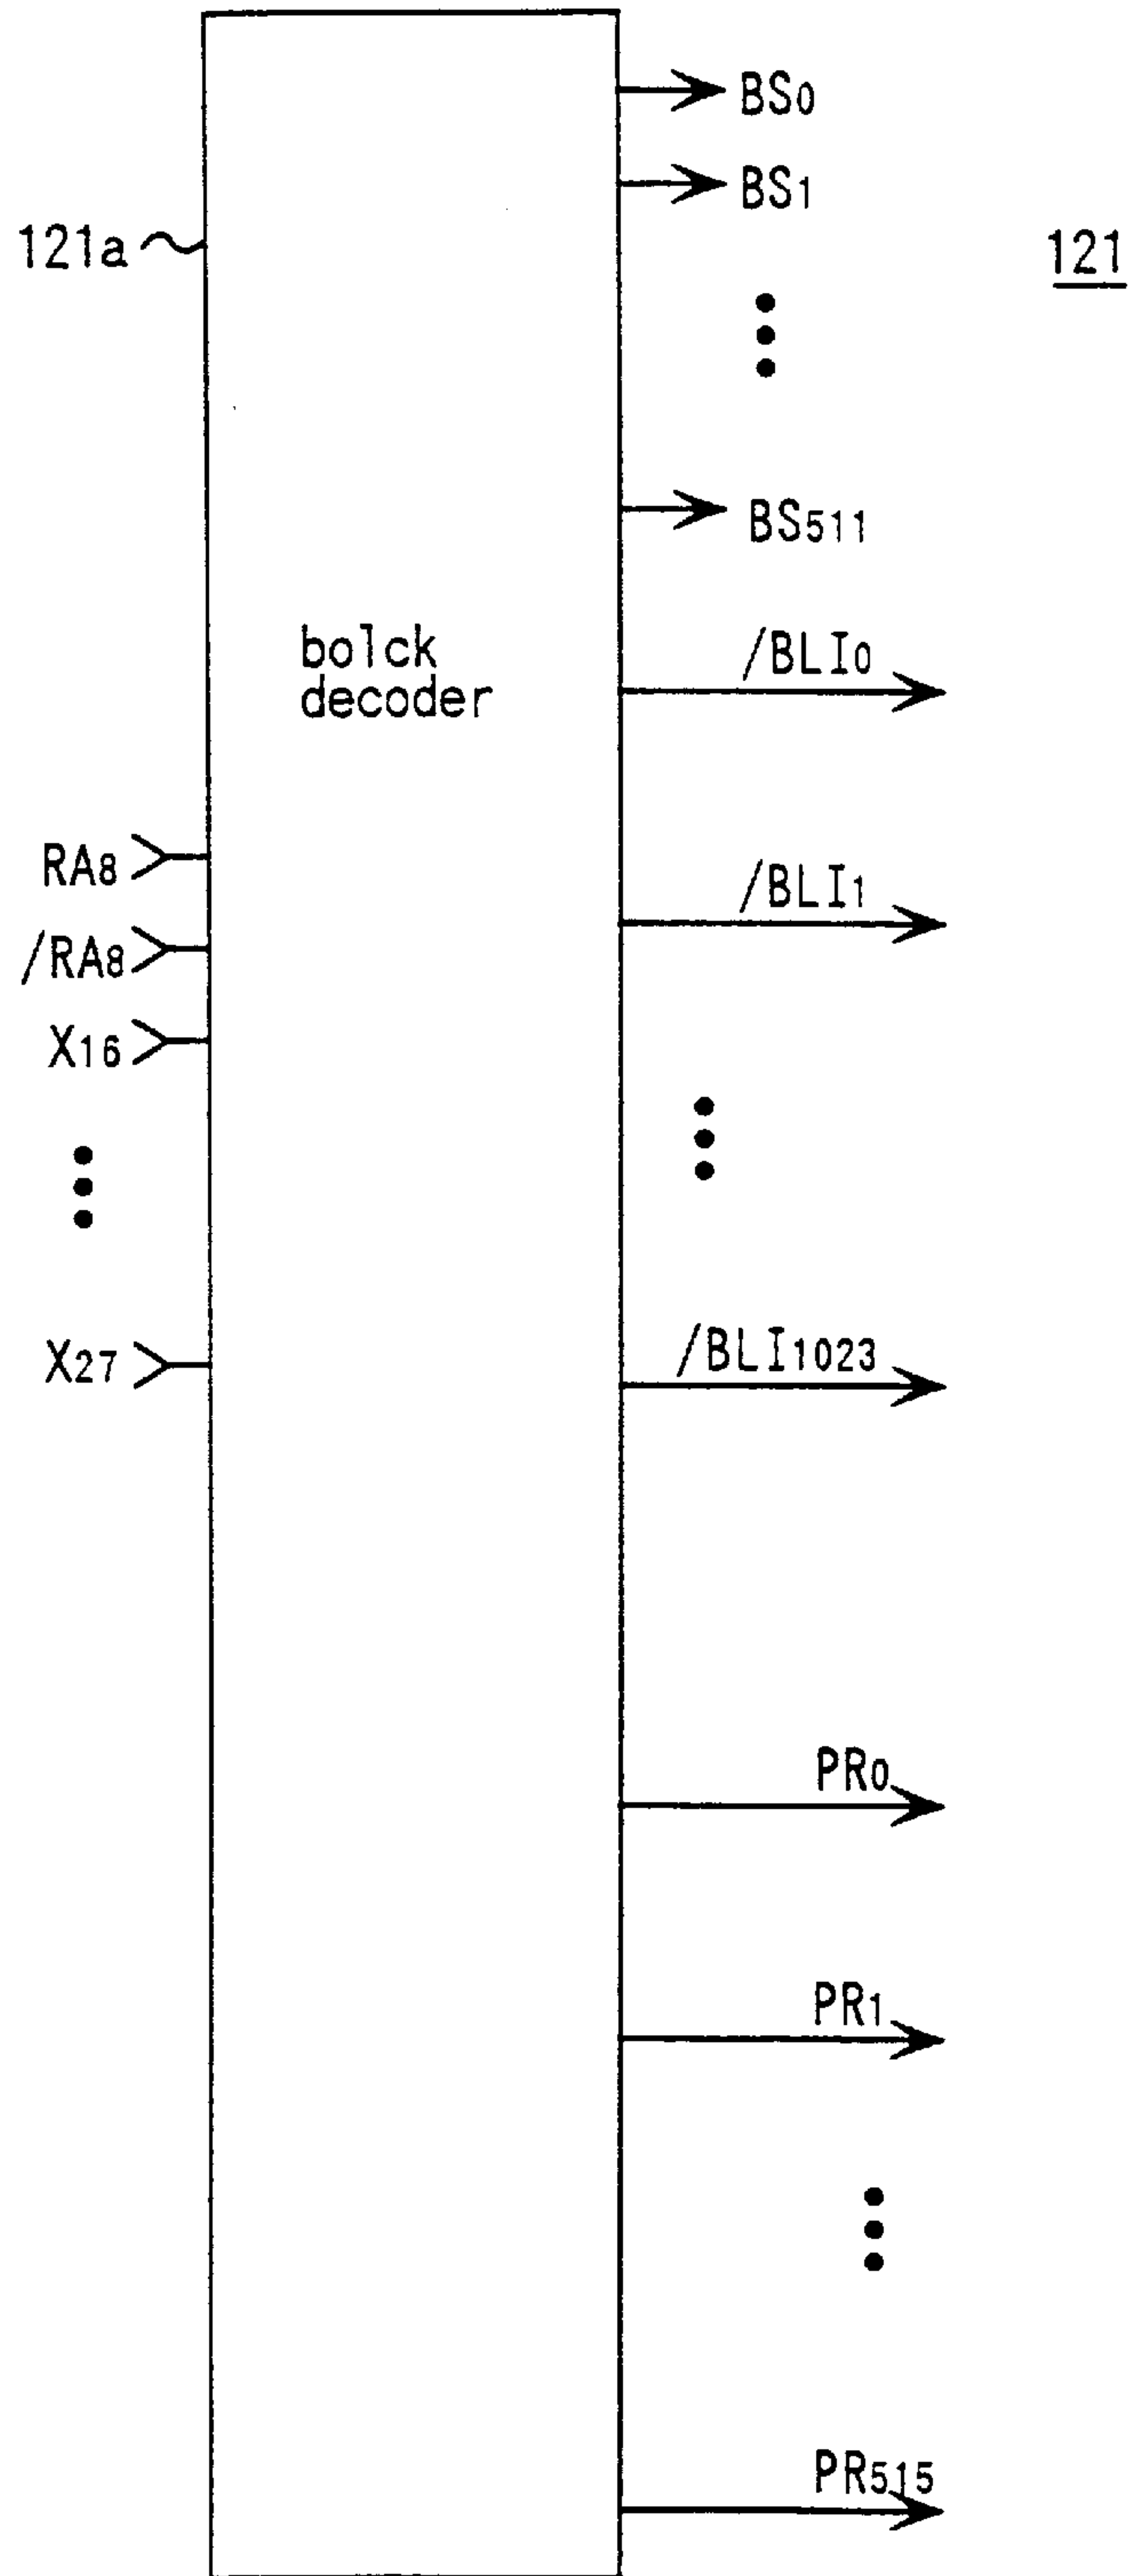 BS0
BS1
121a
121
BS511
bolck
decoder
/BLI0
RA8
/BLI1
/RA8
X16
X27
/BLI1023
PR0
PR1
PR515